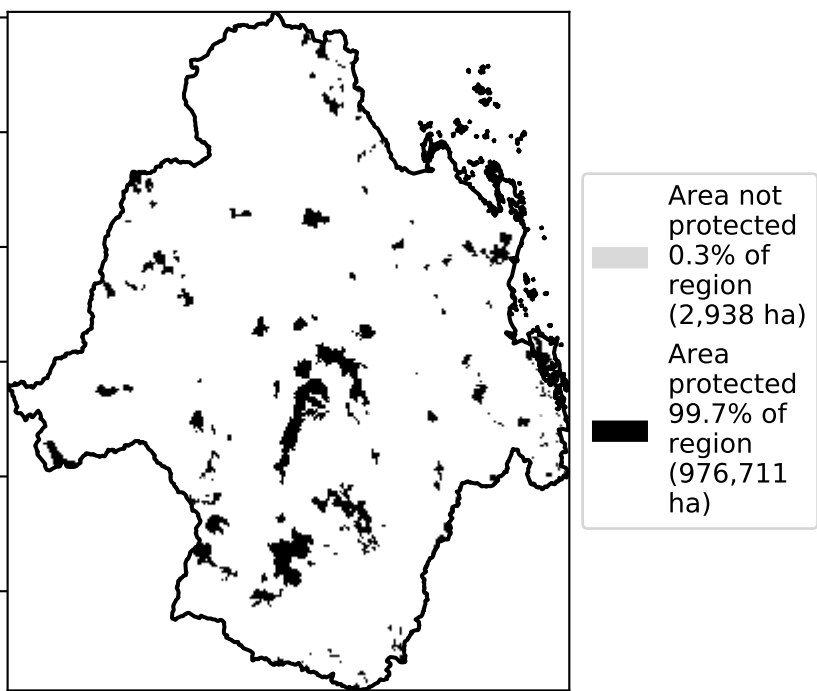 Area not
protected
0.3% of
region
(2,938 ha)
Area
protected
99.7% of
region
(976,711
ha)